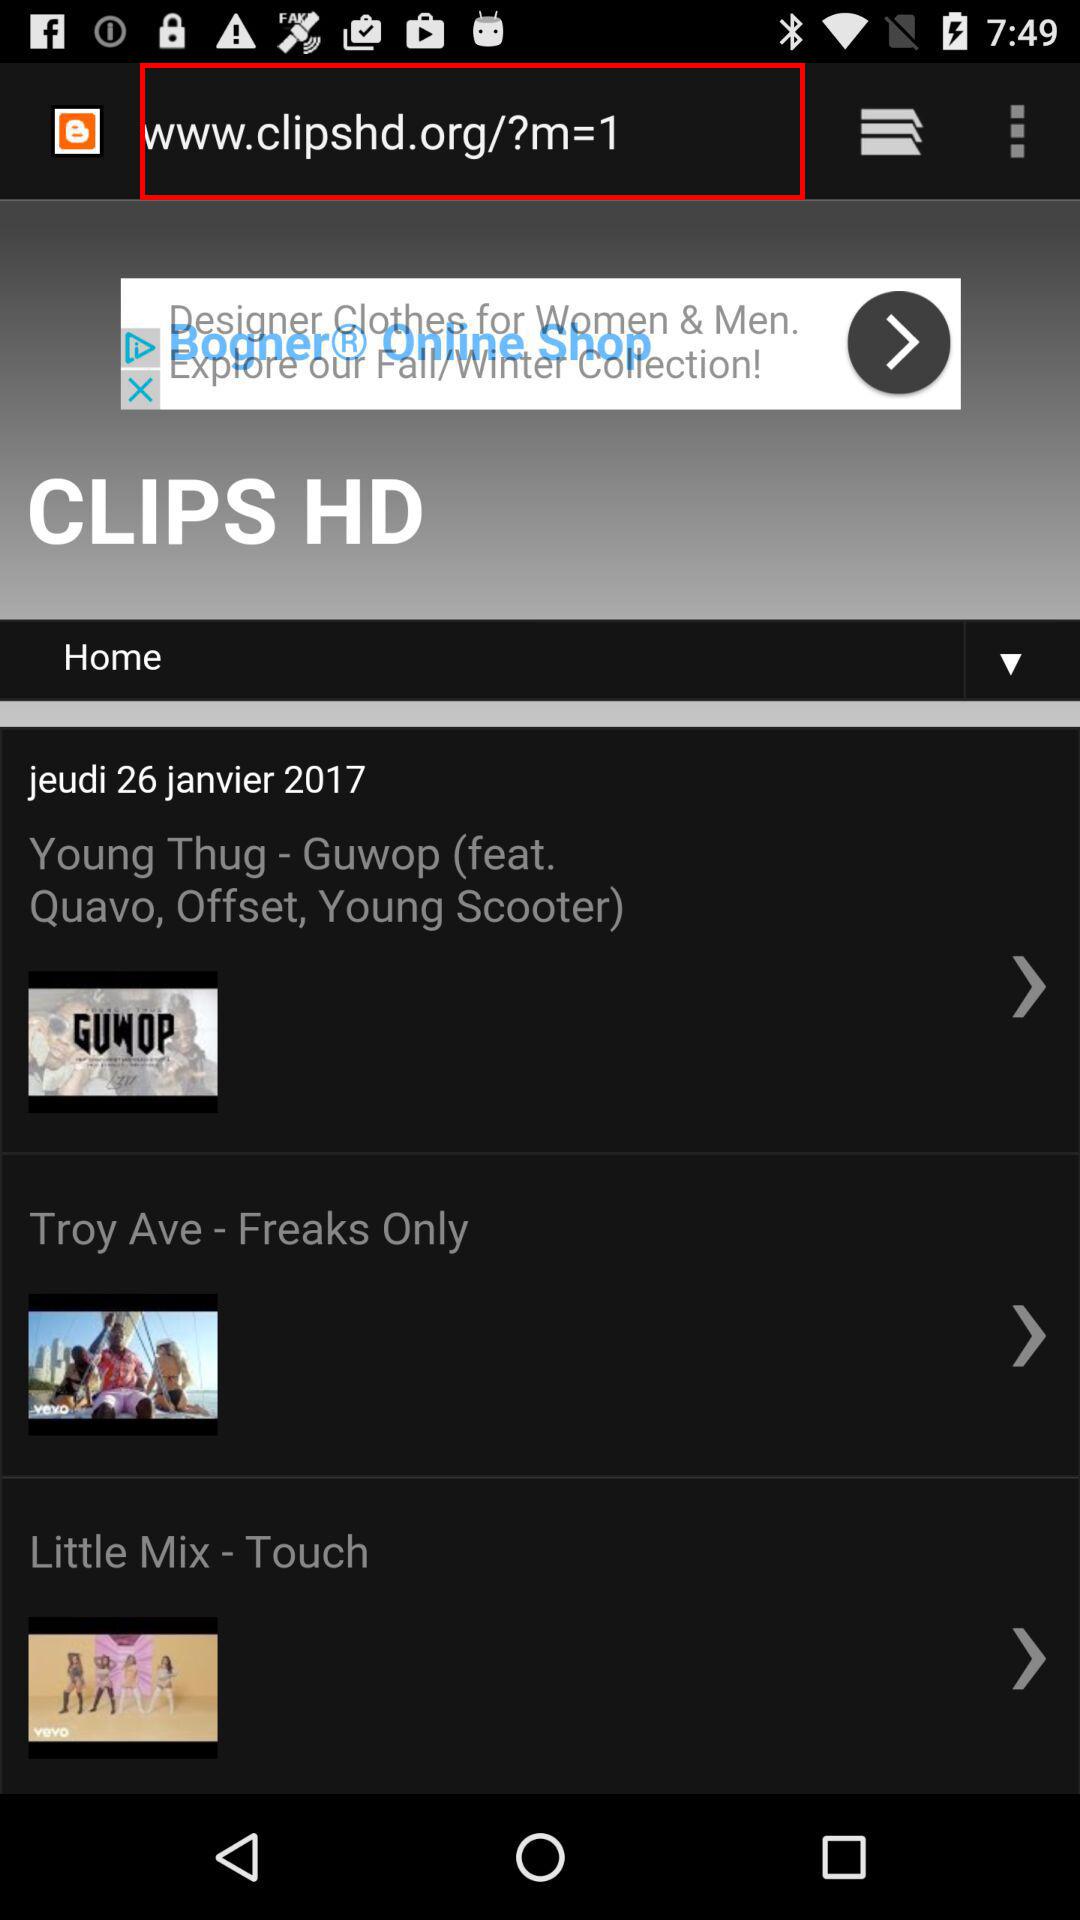 FAKE
7:49
www.clipshd.org/?m=1
Designer Clothes for Women & Men.
Bogner® Online Shop
Explore our Fall/Winter Collection!
CLIPS HD
Home
jeudi 26 janvier 2017
Young Thug - Guwop (feat.
Quavo, Offset, Young Scooter)
GUWOP
Troy Ave - Freaks Only
vevo
Little Mix - Touch
vevo